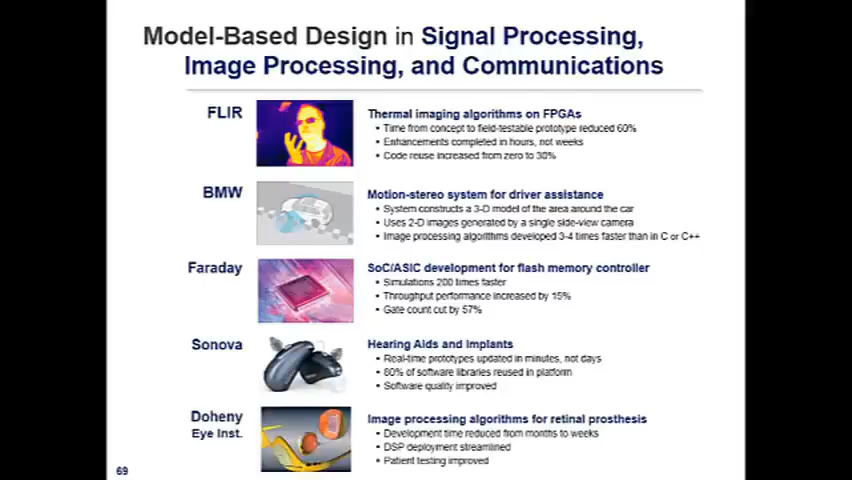 Model-Based Design in Signal Processing,
Image Processing, and Communications
FLIR
Thermal imaging algorithms on FPGAs
• Time from concept to field-testable prototype reduced 60%
• Enhancements completed in hours, not weeks
• Code reuse increased from zero to 30%
BMW
Motion-stereo system for driver assistance
• System constructs a 3-D model of the area around the car
• Uses 2-D images generated by a single side-view camera
• Image processing algorithms developed 3-4 times faster than in C or C++
Faraday
SoC/ASIC development for flash memory controller
• Simulations 200 times faster
• Throughput performance increased by 15%
• Gate count cut by 57%
Sonova
Hearing Aids and Implants
• Real-time prototypes updated in minutes, not days
• 60% of software libraries reused in platform
• Software quality improved
Doheny
Eye Inst.
Image processing algorithms for retinal prosthesis
• Development time reduced from months to weeks
• DSP deployment streamlined
• Patient testing improved
69